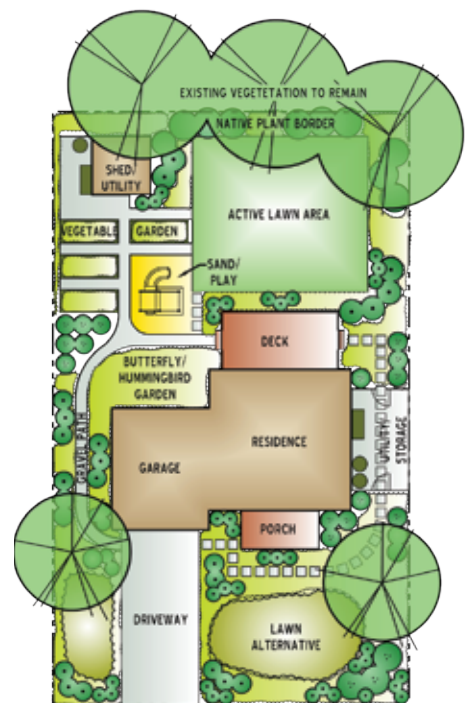 EXISTING VEGETETATION TO REMAIN
NATIVE PLANT BORDER
SHED/
UTILITY
ACTIVE LAWN AREA
VEGETABLE GARDEN
SAND/
PLAY
DECK
BUTTERFLY/
HUMMINGBIRD
GARDEN
GRAVEL PATH
RESIDENCE
GARAGE
UTILITY/
STORAGE
PORCH
DRIVEWAY
LAWN
ALTERNATIVE